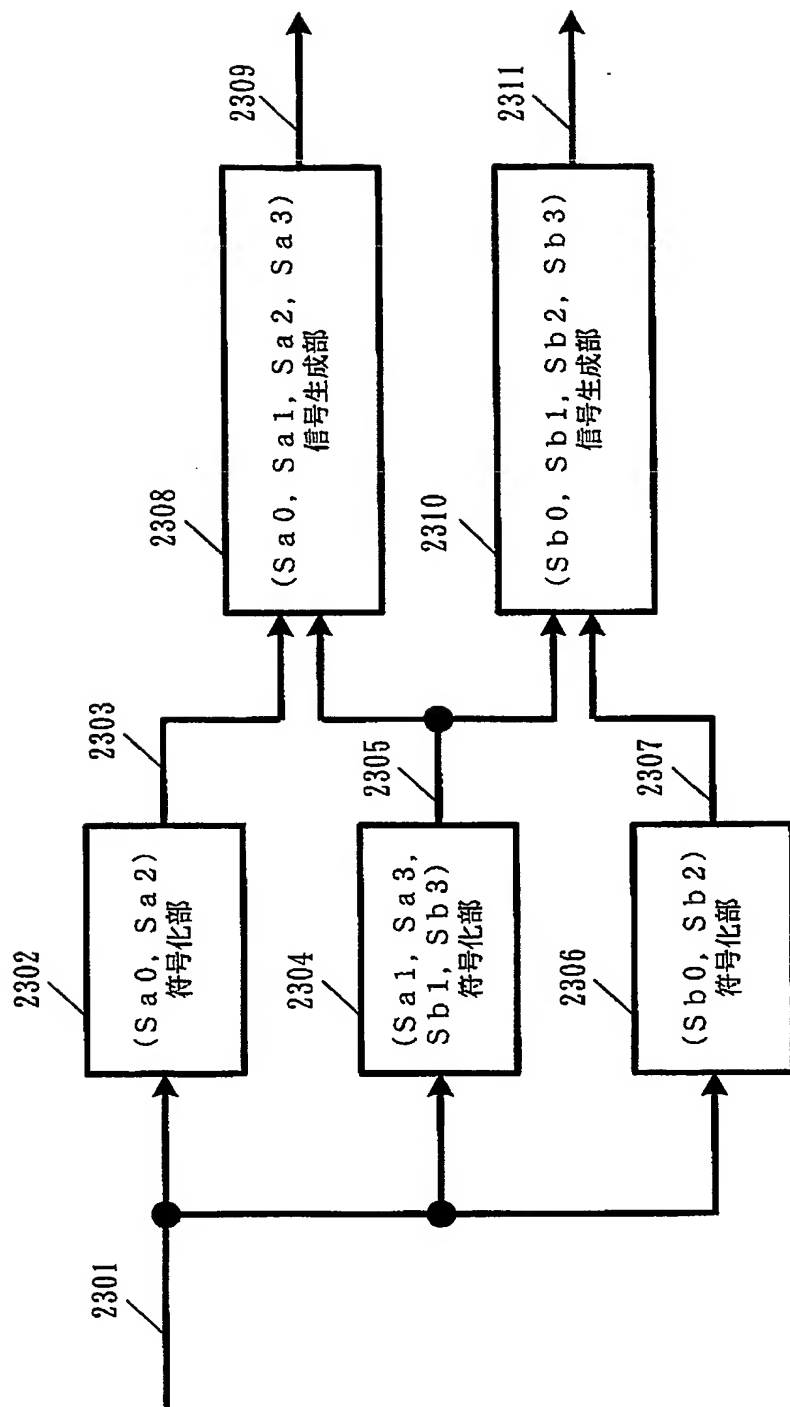 2301
2302
(Sa0, Sa2)
符号化部
2303
2304
(Sa1, Sa3,
Sb1, Sb3)
符号化部
2305
2306
(Sb0, Sb2)
符号化部
2307
2308
(Sa0, Sa1, Sa2, Sa3)
信号生成部
2309
2310
(Sb0, Sb1, Sb2, Sb3)
信号生成部
2311